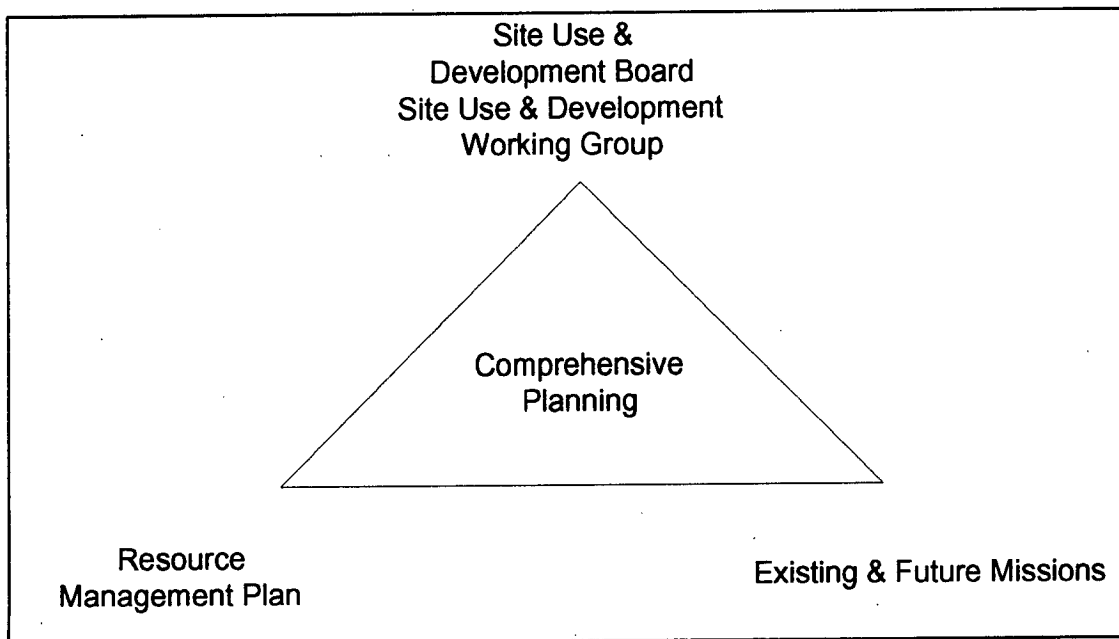 Site Use &
Development Board
Site Use & Development
Working Group
Comprehensive
Planning
Resource
Management Plan
Existing & Future Missions